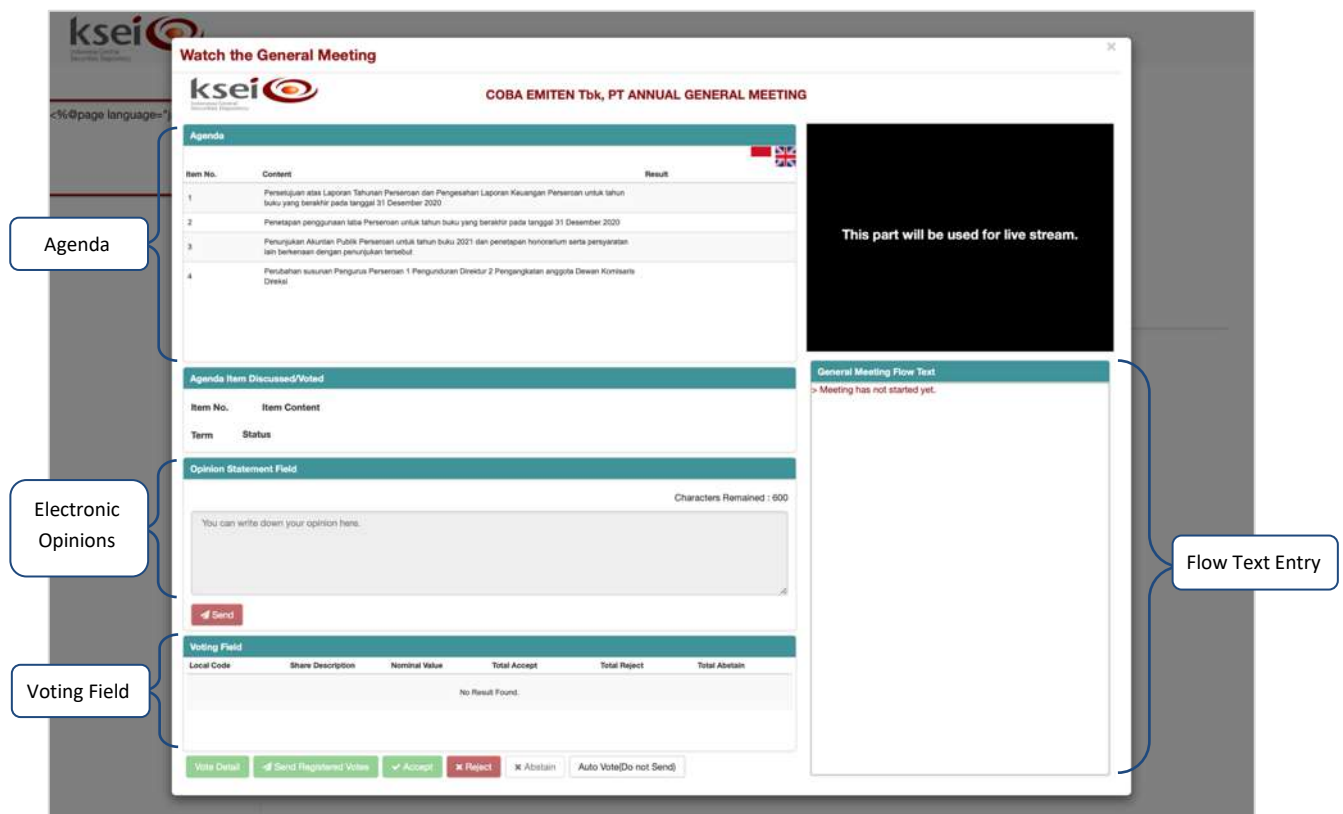 ksei
Indonesia Central
Securities Depository
<%@page language="j
Watch the General Meeting
×
ksei
Indonesia Central
Securities Depository
COBA EMITEN Tbk, PT ANNUAL GENERAL MEETING
Agenda
Item No. Content Result
1 Persetujuan atas Laporan Tahunan Perseroan dan Pengesahan Laporan Keuangan Perseroan untuk tahun
buku yang berakhir pada tanggal 31 Desember 2020
2 Penetapan penggunaan laba Perseroan untuk tahun buku yang berakhir pada tanggal 31 Desember 2020
3 Penunjukan Akuntan Publik Perseroan untuk tahun buku 2021 dan penetapan honorarium serta persyaratan
lain berkenaan dengan penunjukan tersebut
4 Perubahan susunan Pengurus Perseroan 1 Pengunduran Direktur 2 Pengangkatan anggota Dewan Komisaris
Direksi
This part will be used for live stream.
Agenda
Agenda Item Discussed/Voted
Item No. Item Content
Term Status
General Meeting Flow Text
> Meeting has not started yet.
Opinion Statement Field
Characters Remained : 600
You can write down your opinion here.
Send
Electronic
Opinions
Flow Text Entry
Voting Field
Local Code Share Description Nominal Value Total Accept Total Reject Total Abstain
No Result Found.
Voting Field
Vote Detail Send Registered Votes Accept Reject Abstain Auto Vote(Do not Send)